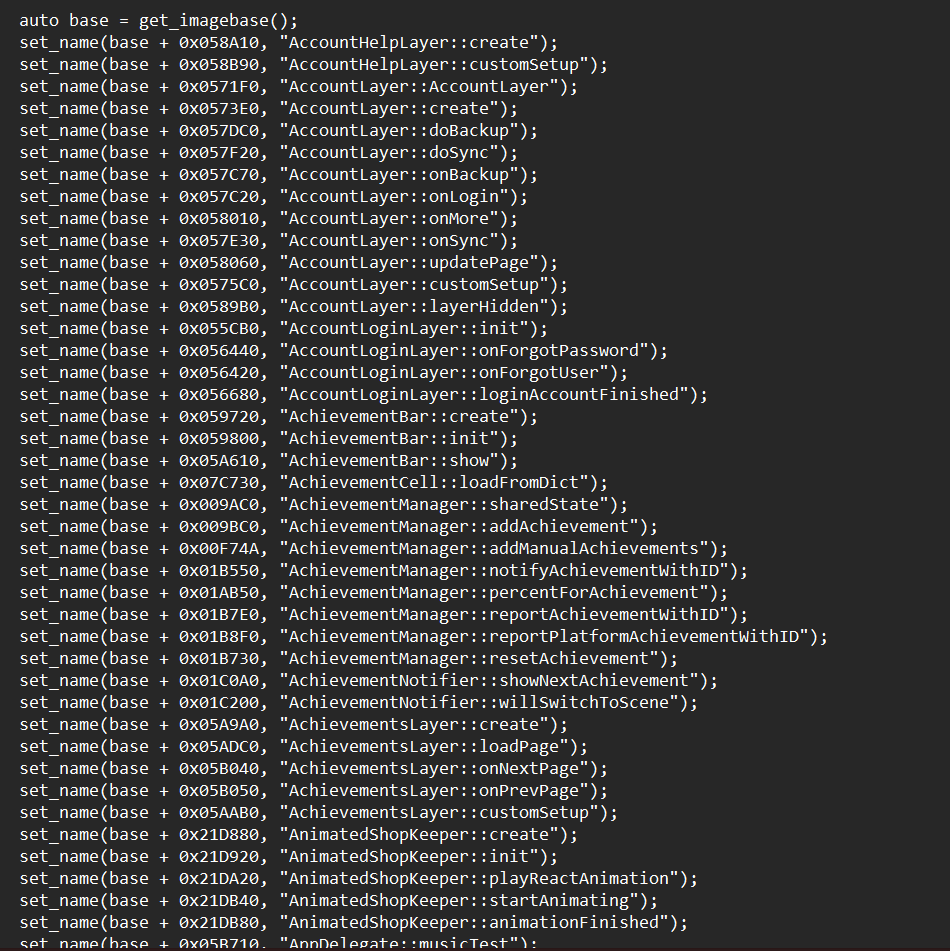 auto base = get_imagebase();
set_name(base + 0x058A10, "AccountHelpLayer::create");
set_name(base + 0x058B90, "AccountHelpLayer::customSetup");
set_name(base + 0x0571F0, "AccountLayer::AccountLayer");
set_name(base + 0x0573E0, "AccountLayer::create");
set_name(base + 0x057DC0, "AccountLayer::doBackup");
set_name(base + 0x057F20, "AccountLayer::doSync");
set_name(base + 0x057C70, "AccountLayer::onBackup");
set_name(base + 0x057C20, "AccountLayer::onLogin");
set_name(base + 0x058010, "AccountLayer::onMore");
set_name(base + 0x057E30, "AccountLayer::onSync");
set_name(base + 0x058060, "AccountLayer::updatePage");
set_name(base + 0x0575C0, "AccountLayer::customSetup");
set_name(base + 0x0589B0, "AccountLayer::layerHidden");
set_name(base + 0x055CB0, "AccountLoginLayer::init");
set_name(base + 0x056440, "AccountLoginLayer::onForgotPassword");
set_name(base + 0x056420, "AccountLoginLayer::onForgotUser");
set_name(base + 0x056680, "AccountLoginLayer::loginAccountFinished");
set_name(base + 0x059720, "AchievementBar::create");
set_name(base + 0x059800, "AchievementBar::init");
set_name(base + 0x05A610, "AchievementBar::show");
set_name(base + 0x07C730, "AchievementCell::loadFromDict");
set_name(base + 0x009AC0, "AchievementManager::sharedState");
set_name(base + 0x009BC0, "AchievementManager::addAchievement");
set_name(base + 0x00F74A, "AchievementManager::addManualAchievements");
set_name(base + 0x01B550, "AchievementManager::notifyAchievementWithID");
set_name(base + 0x01AB50, "AchievementManager::percentForAchievement");
set_name(base + 0x01B7E0, "AchievementManager::reportAchievementWithID");
set_name(base + 0x01B8F0, "AchievementManager::reportPlatformAchievementWithID");
set_name(base + 0x01B730, "AchievementManager::resetAchievement");
set_name(base + 0x01C0A0, "AchievementNotifier::showNextAchievement");
set_name(base + 0x01C200, "AchievementNotifier::willSwitchToScene");
set_name(base + 0x05A9A0, "AchievementsLayer::create");
set_name(base + 0x05ADC0, "AchievementsLayer::loadPage");
set_name(base + 0x05B040, "AchievementsLayer::onNextPage");
set_name(base + 0x05B050, "AchievementsLayer::onPrevPage");
set_name(base + 0x05AAB0, "AchievementsLayer::customSetup");
set_name(base + 0x21D880, "AnimatedShopKeeper::create");
set_name(base + 0x21D920, "AnimatedShopKeeper::init");
set_name(base + 0x21DA20, "AnimatedShopKeeper::playReactAnimation");
set_name(base + 0x21DB40, "AnimatedShopKeeper::startAnimating");
set_name(base + 0x21DB80, "AnimatedShopKeeper::animationFinished");
set_name(base + 0x05B710, "AppDelegate::musicTest");